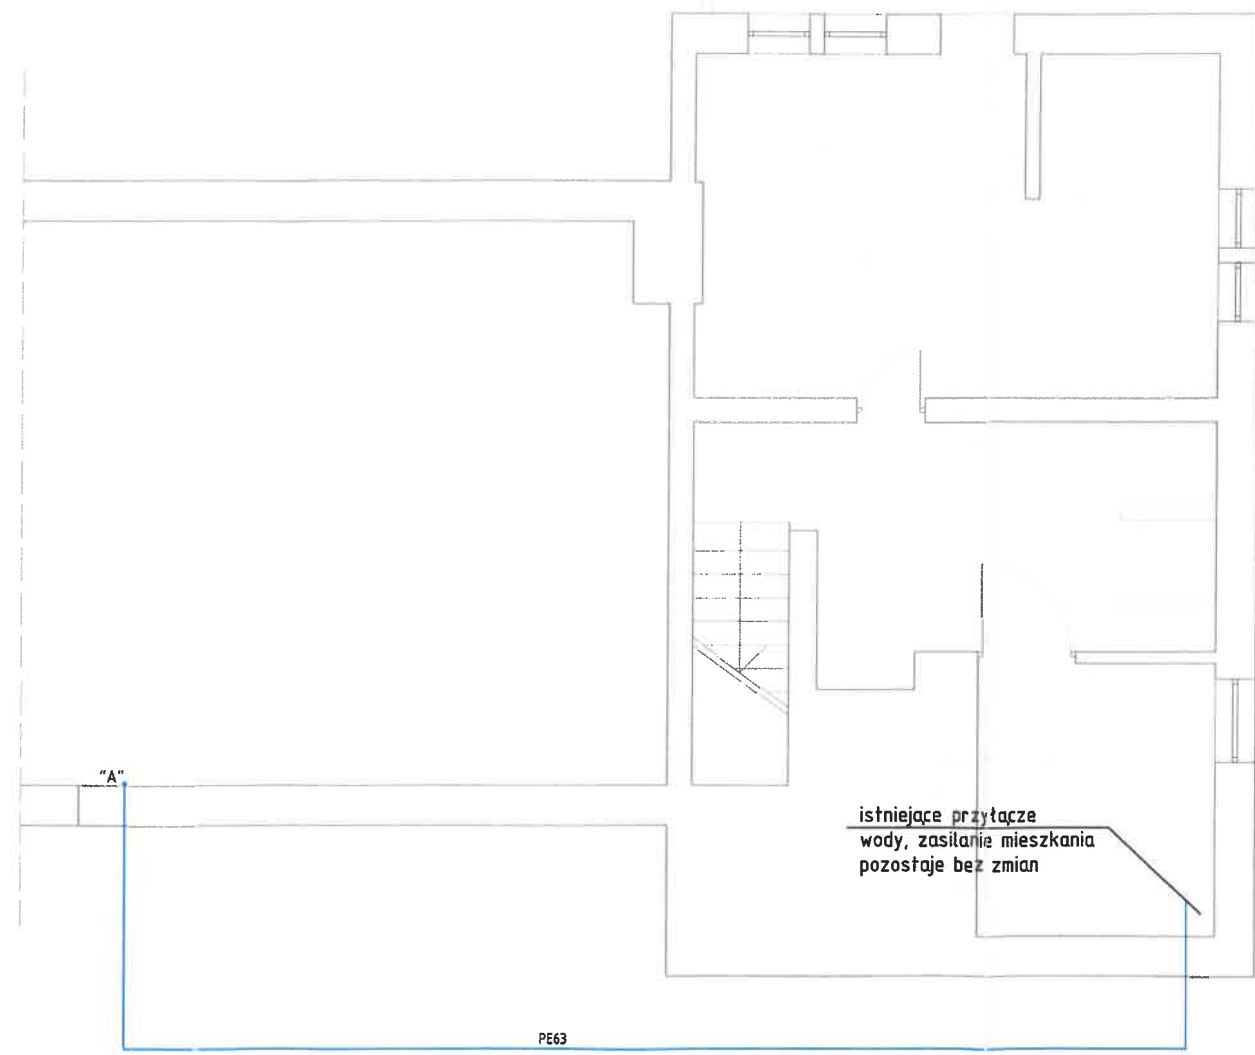 "A"
istniejące przyłącze
wody, zasilanie mieszkania
pozostaje bez zmian
PE63